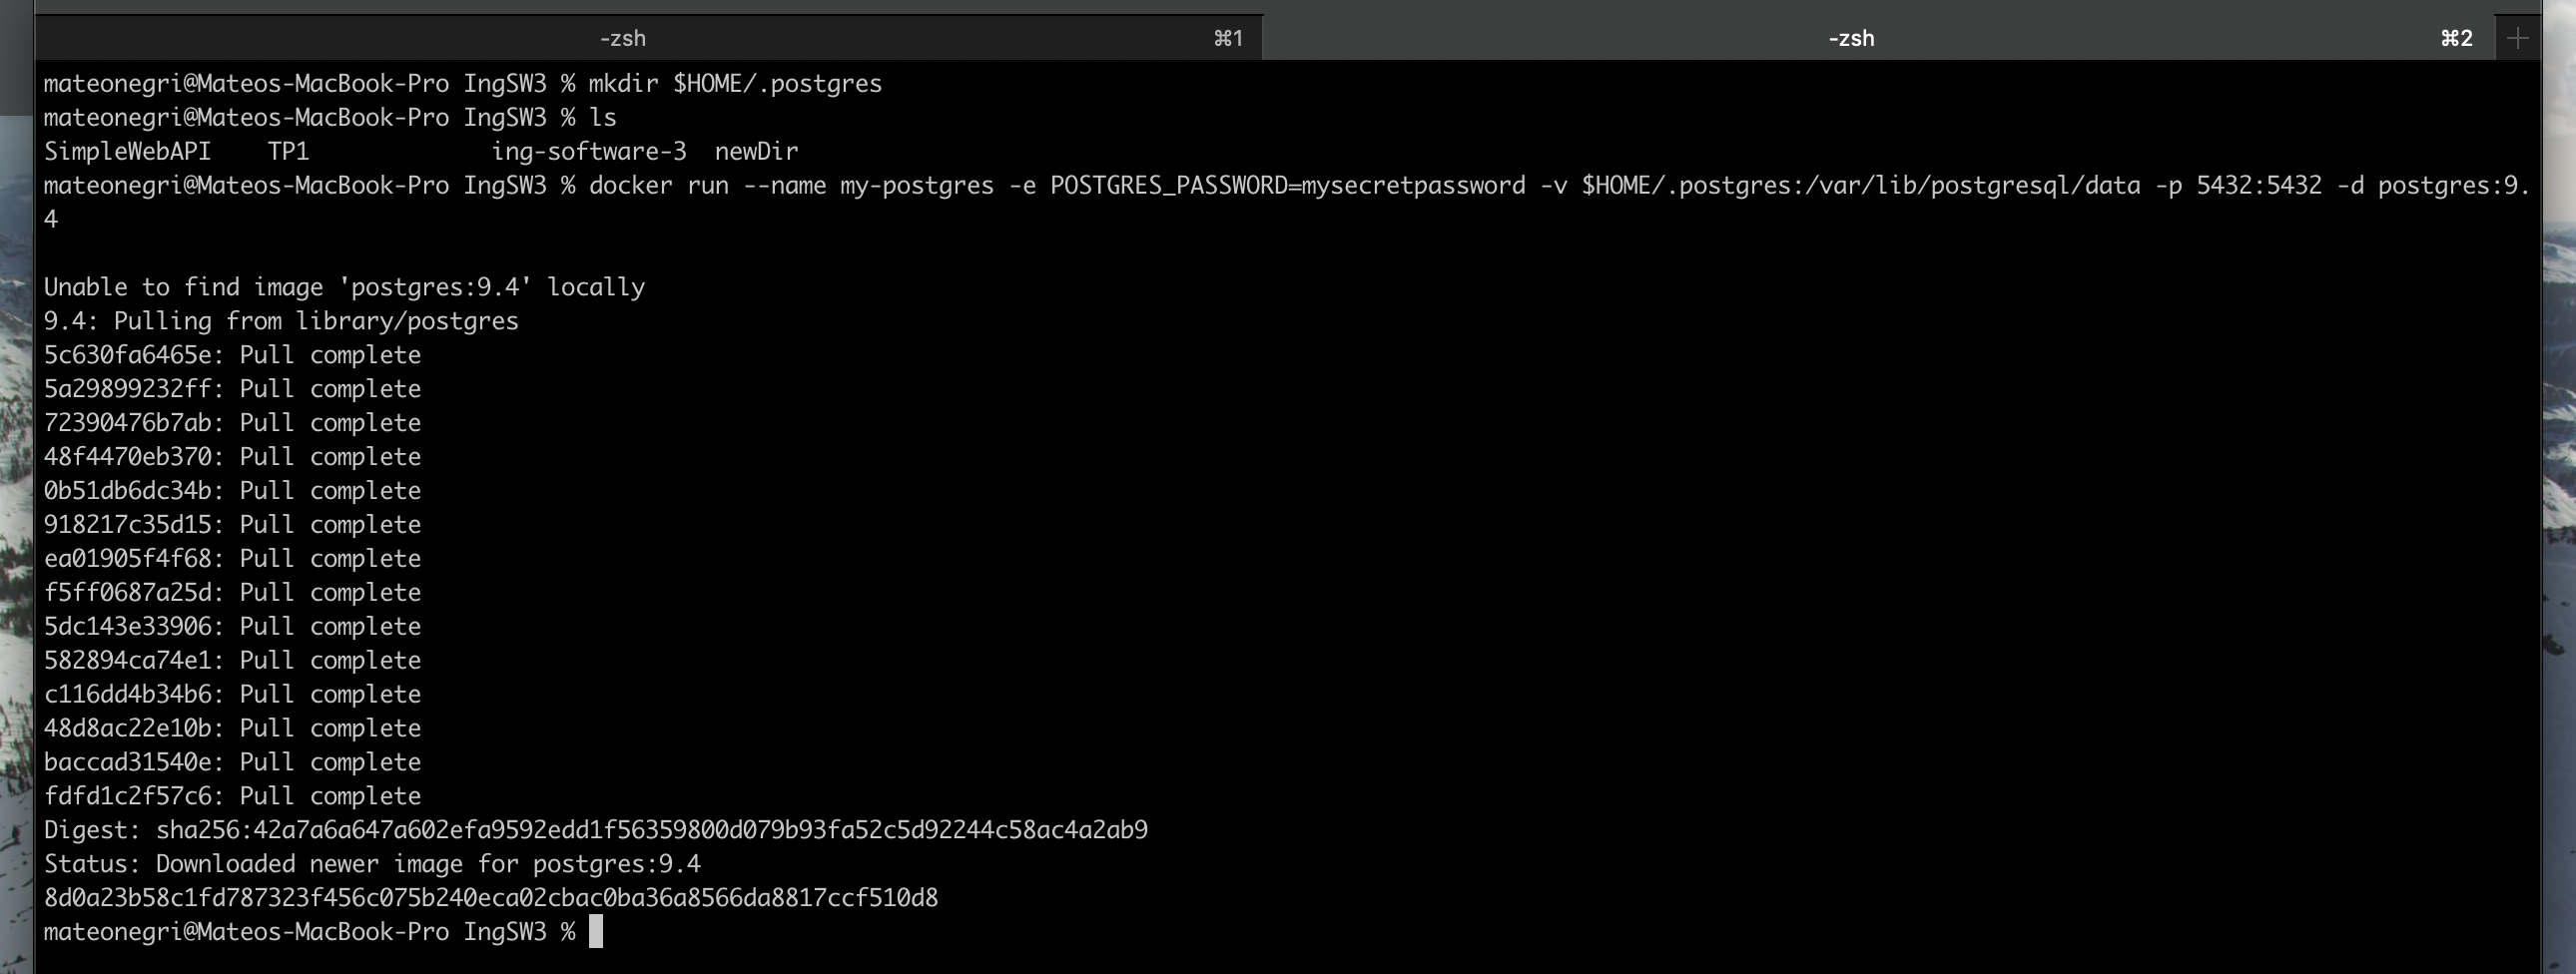 -zsh ⌘1 -zsh ⌘2 +
mateonegri@Mateos-MacBook-Pro IngSW3 % mkdir $HOME/.postgres
mateonegri@Mateos-MacBook-Pro IngSW3 % ls
SimpleWebAPI    TP1             ing-software-3  newDir
mateonegri@Mateos-MacBook-Pro IngSW3 % docker run --name my-postgres -e POSTGRES_PASSWORD=mysecretpassword -v $HOME/.postgres:/var/lib/postgresql/data -p 5432:5432 -d postgres:9.
4
Unable to find image 'postgres:9.4' locally
9.4: Pulling from library/postgres
5c630fa6465e: Pull complete
5a29899232ff: Pull complete
72390476b7ab: Pull complete
48f4470eb370: Pull complete
0b51db6dc34b: Pull complete
918217c35d15: Pull complete
ea01905f4f68: Pull complete
f5ff0687a25d: Pull complete
5dc143e33906: Pull complete
582894ca74e1: Pull complete
c116dd4b34b6: Pull complete
48d8ac22e10b: Pull complete
baccad31540e: Pull complete
fdfd1c2f57c6: Pull complete
Digest: sha256:42a7a6a647a602efa9592edd1f56359800d079b93fa52c5d92244c58ac4a2ab9
Status: Downloaded newer image for postgres:9.4
8d0a23b58c1fd787323f456c075b240eca02cbac0ba36a8566da8817ccf510d8
mateonegri@Mateos-MacBook-Pro IngSW3 %